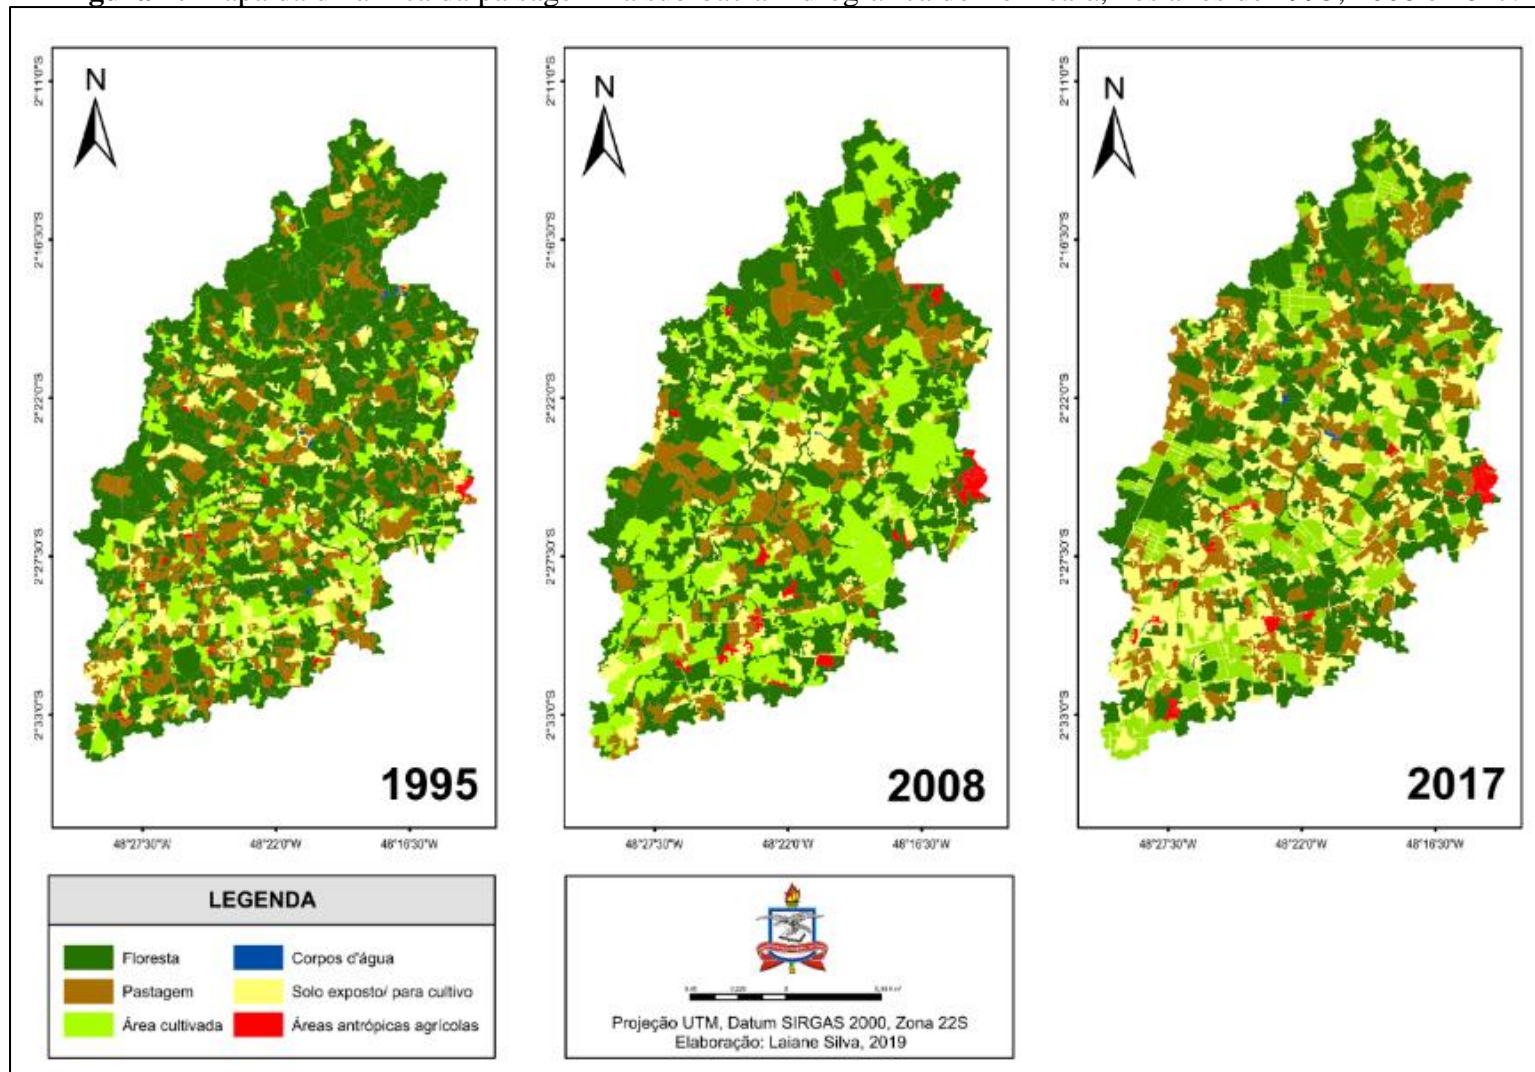 N
N
N
2°11'0"S
2°16'30"S
2°22'0"S
2°27'30"S
2°33'0"S
2°11'0"S
2°16'30"S
2°22'0"S
2°27'30"S
2°33'0"S
2°11'0"S
2°16'30"S
2°22'0"S
2°27'30"S
2°33'0"S
1995
2008
2017
48°27'30"W 48°22'0"W 48°16'30"W
48°27'30"W 48°22'0"W 48°16'30"W
48°27'30"W 48°22'0"W 48°16'30"W
LEGENDA
Floresta
Pastagem
Área cultivada
Corpos d'água
Solo exposto/ para cultivo
Áreas antrópicas agrícolas
Projeção UTM, Datum SIRGAS 2000, Zona 22S
Elaboração: Laiane Silva, 2019